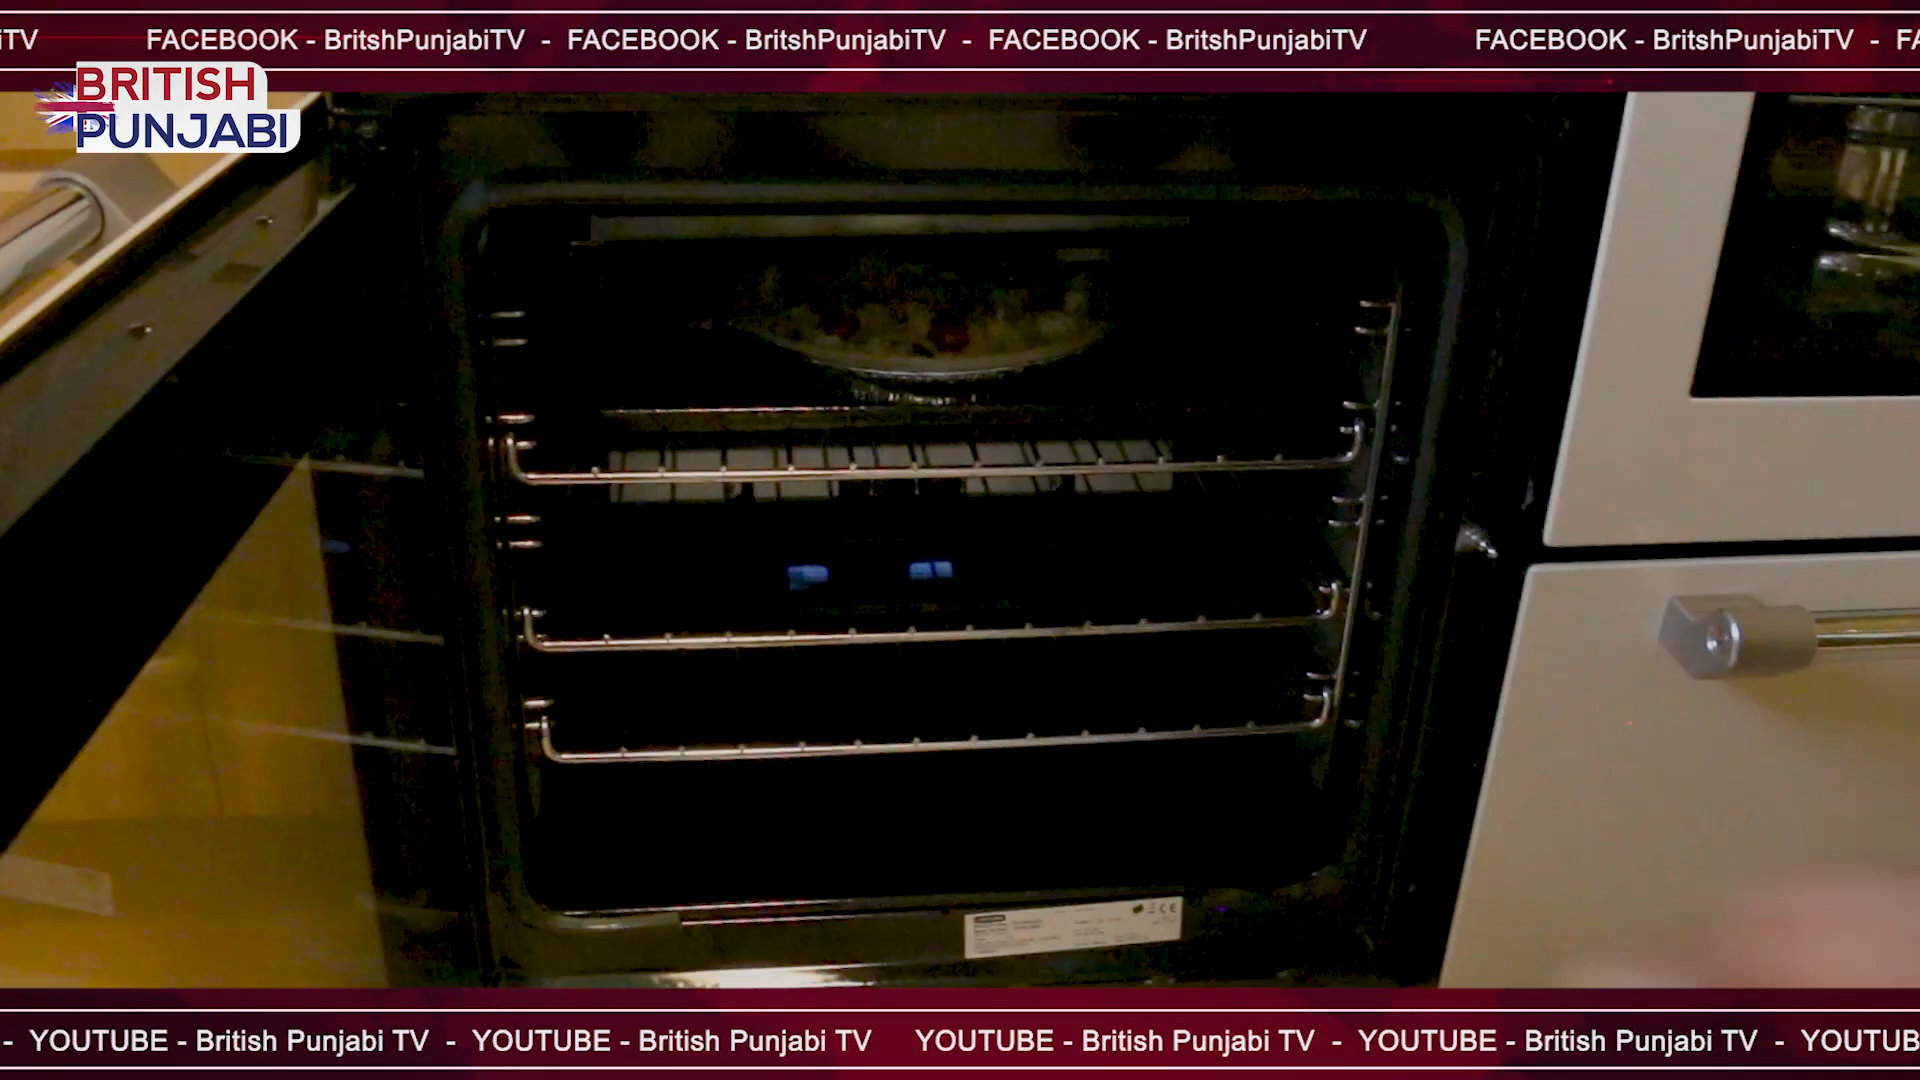 iTV FACEBOOK - BritshPunjabiTV - FACEBOOK - BritshPunjabiTV - FACEBOOK - BritshPunjabiTV FACEBOOK - BritshPunjabiTV - FA
BRITISH
PUNJABI
CE
- YOUTUBE - British Punjabi TV - YOUTUBE - British Punjabi TV YOUTUBE - British Punjabi TV - YOUTUBE - British Punjabi TV - YOUTUB